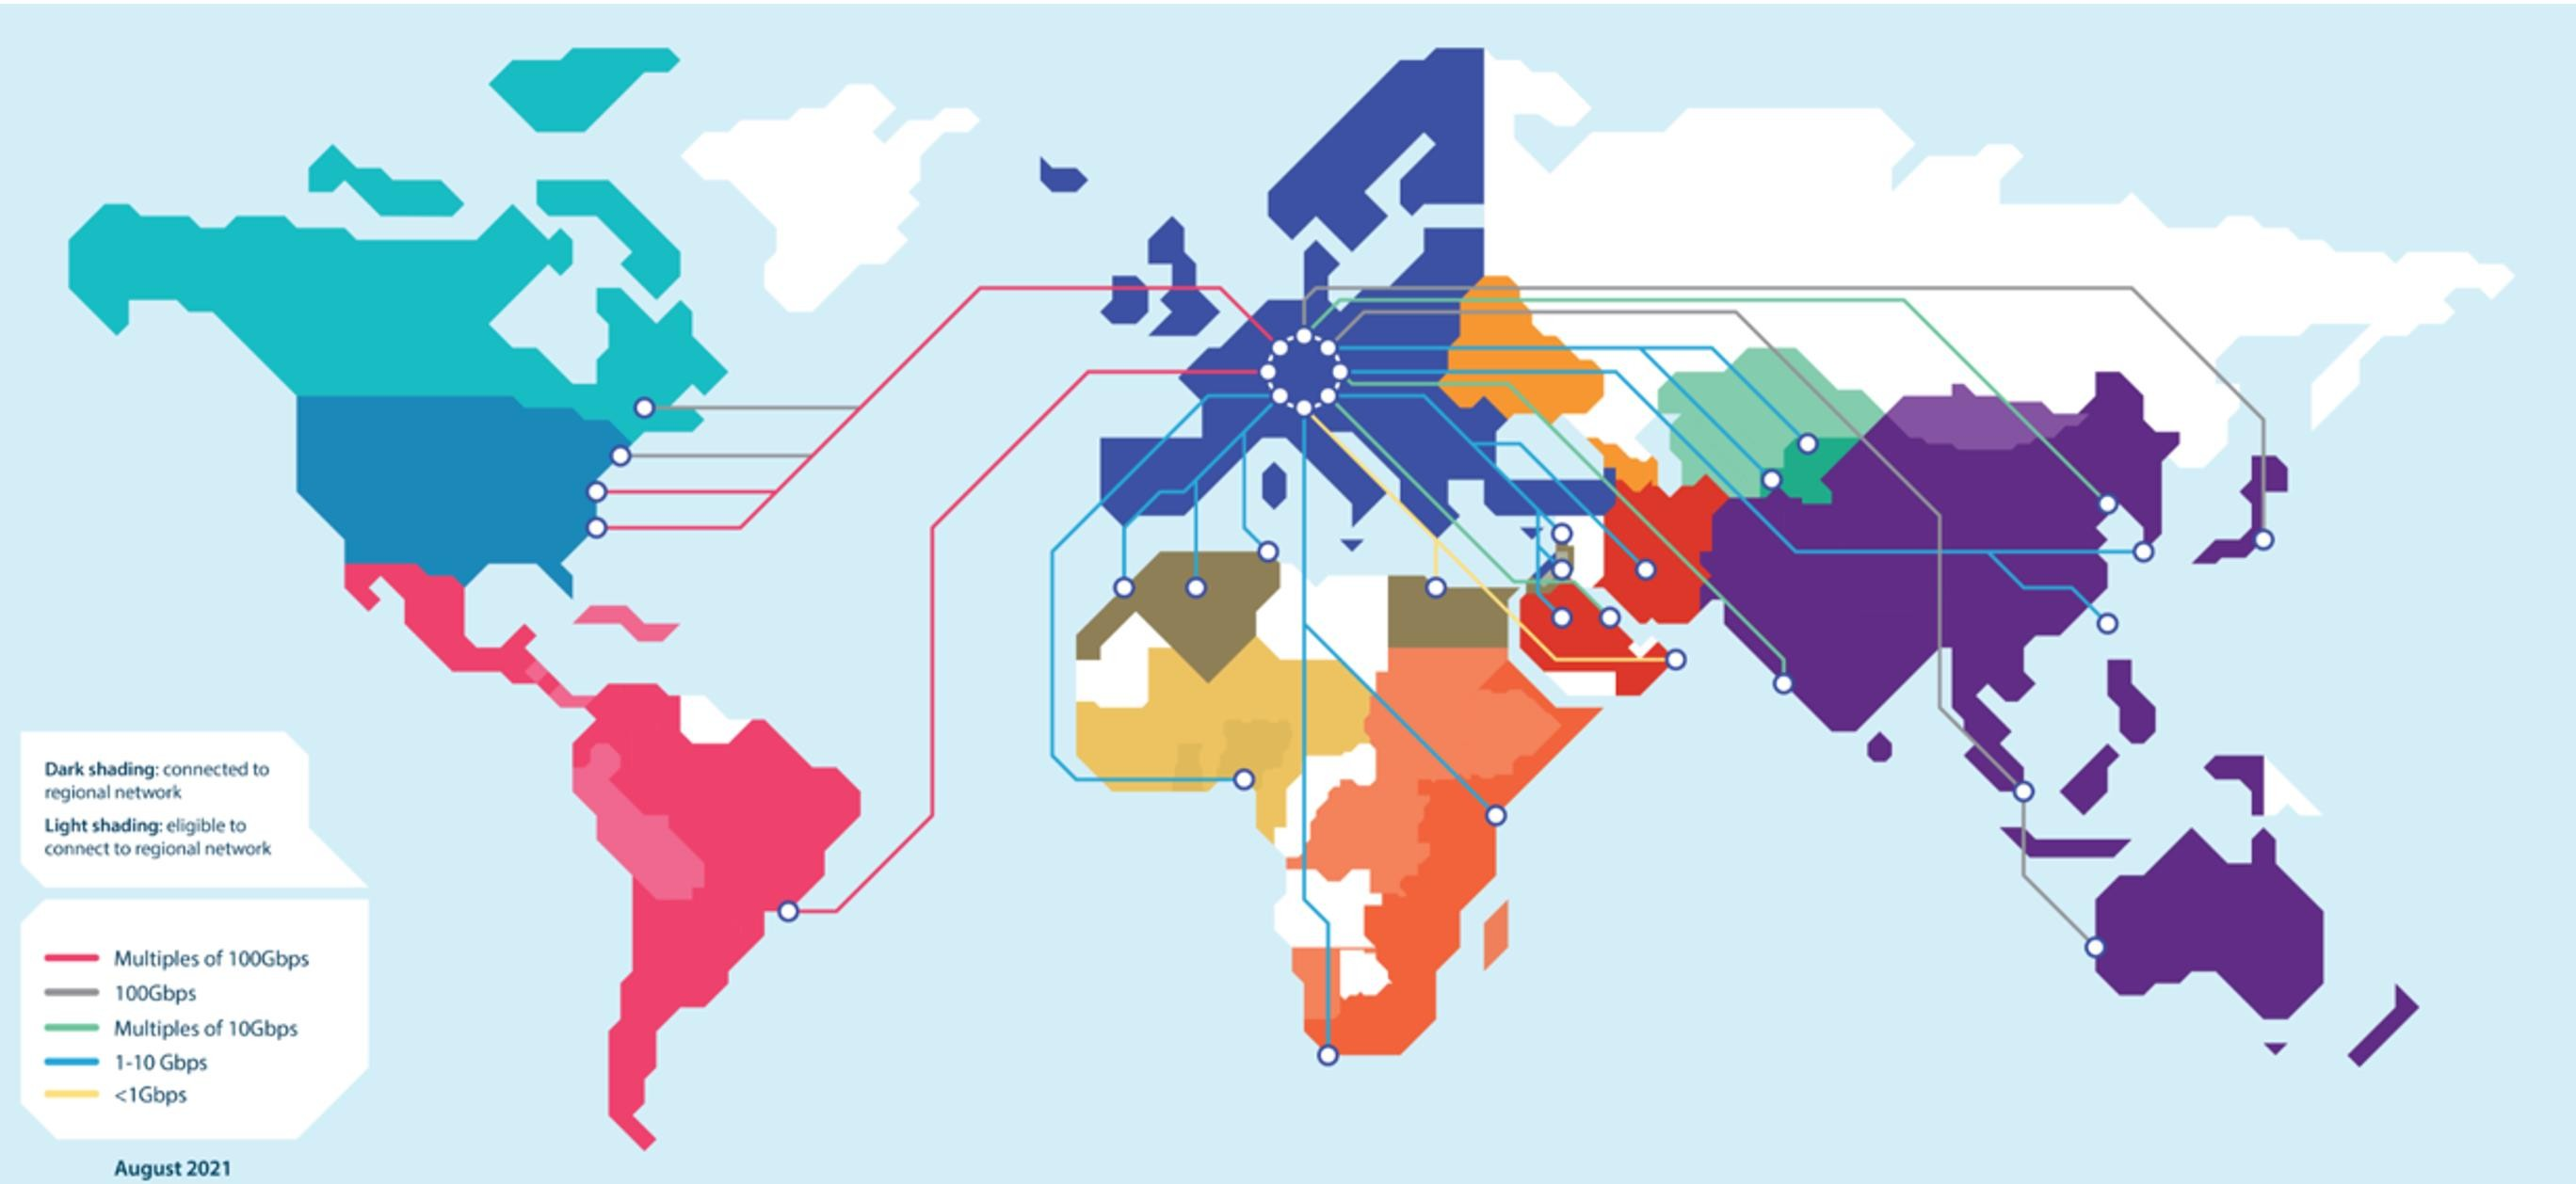 Dark shading: connected to
regional network
Light shading: eligible to
connect to regional network
Multiples of 100Gbps
100Gbps
Multiples of 10Gbps
1-10 Gbps
<1Gbps
August 2021